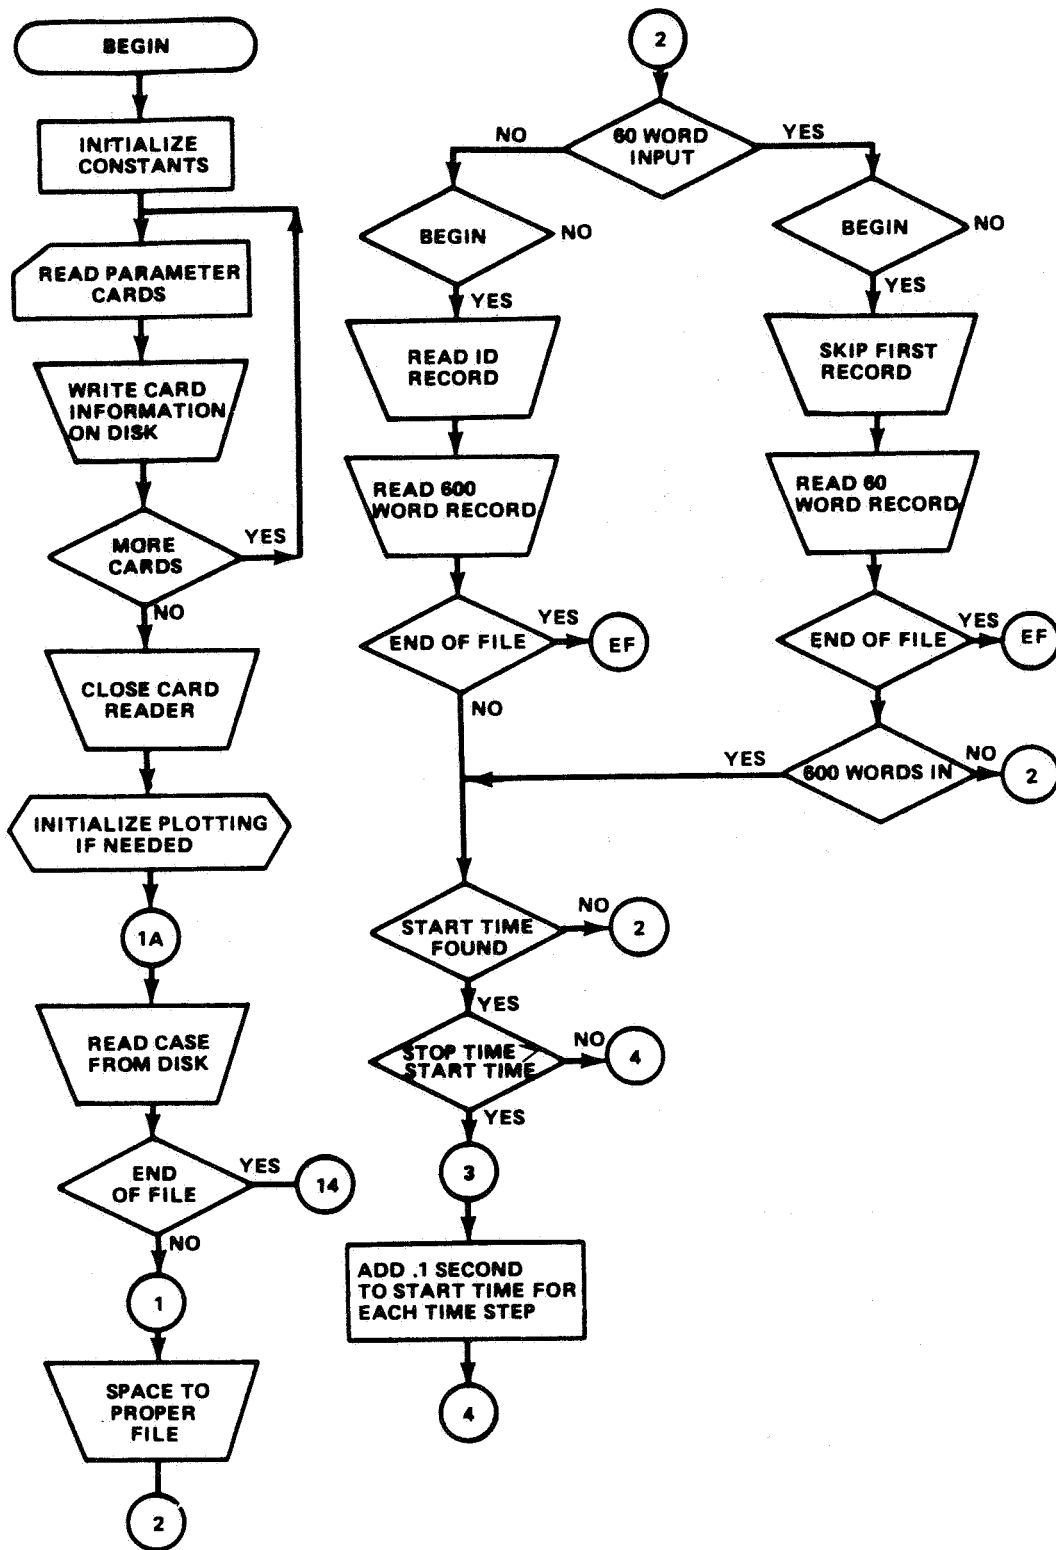 BEGIN
INITIALIZE
CONSTANTS
READ PARAMETER
CARDS
WRITE CARD
INFORMATION
ON DISK
MORE
CARDS
YES
NO
CLOSE CARD
READER
INITIALIZE PLOTTING
IF NEEDED
1A
READ CASE
FROM DISK
END
OF FILE
YES
14
NO
1
SPACE TO
PROPER
FILE
2
2
60 WORD
INPUT
NO
YES
BEGIN
NO
YES
READ ID
RECORD
READ 600
WORD RECORD
END OF FILE
YES
EF
NO
BEGIN
NO
YES
SKIP FIRST
RECORD
READ 60
WORD RECORD
END OF FILE
YES
EF
600 WORDS IN
YES
NO
2
START TIME
FOUND
NO
2
YES
STOP TIME >
START TIME
NO
4
YES
3
ADD .1 SECOND
TO START TIME FOR
EACH TIME STEP
4